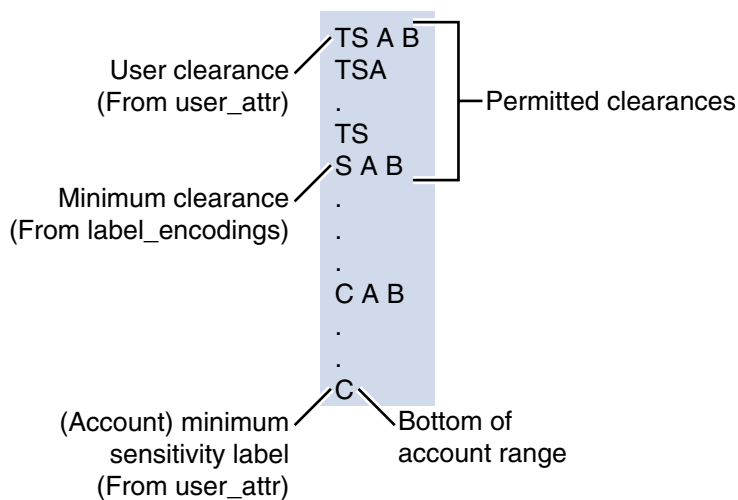 TS A B
User clearance
(From user_attr)
TSA
.
TS
Permitted clearances
S A B
Minimum clearance
(From label_encodings)
.
.
.
C A B
.
.
C
(Account) minimum
sensitivity label
(From user_attr)
Bottom of
account range